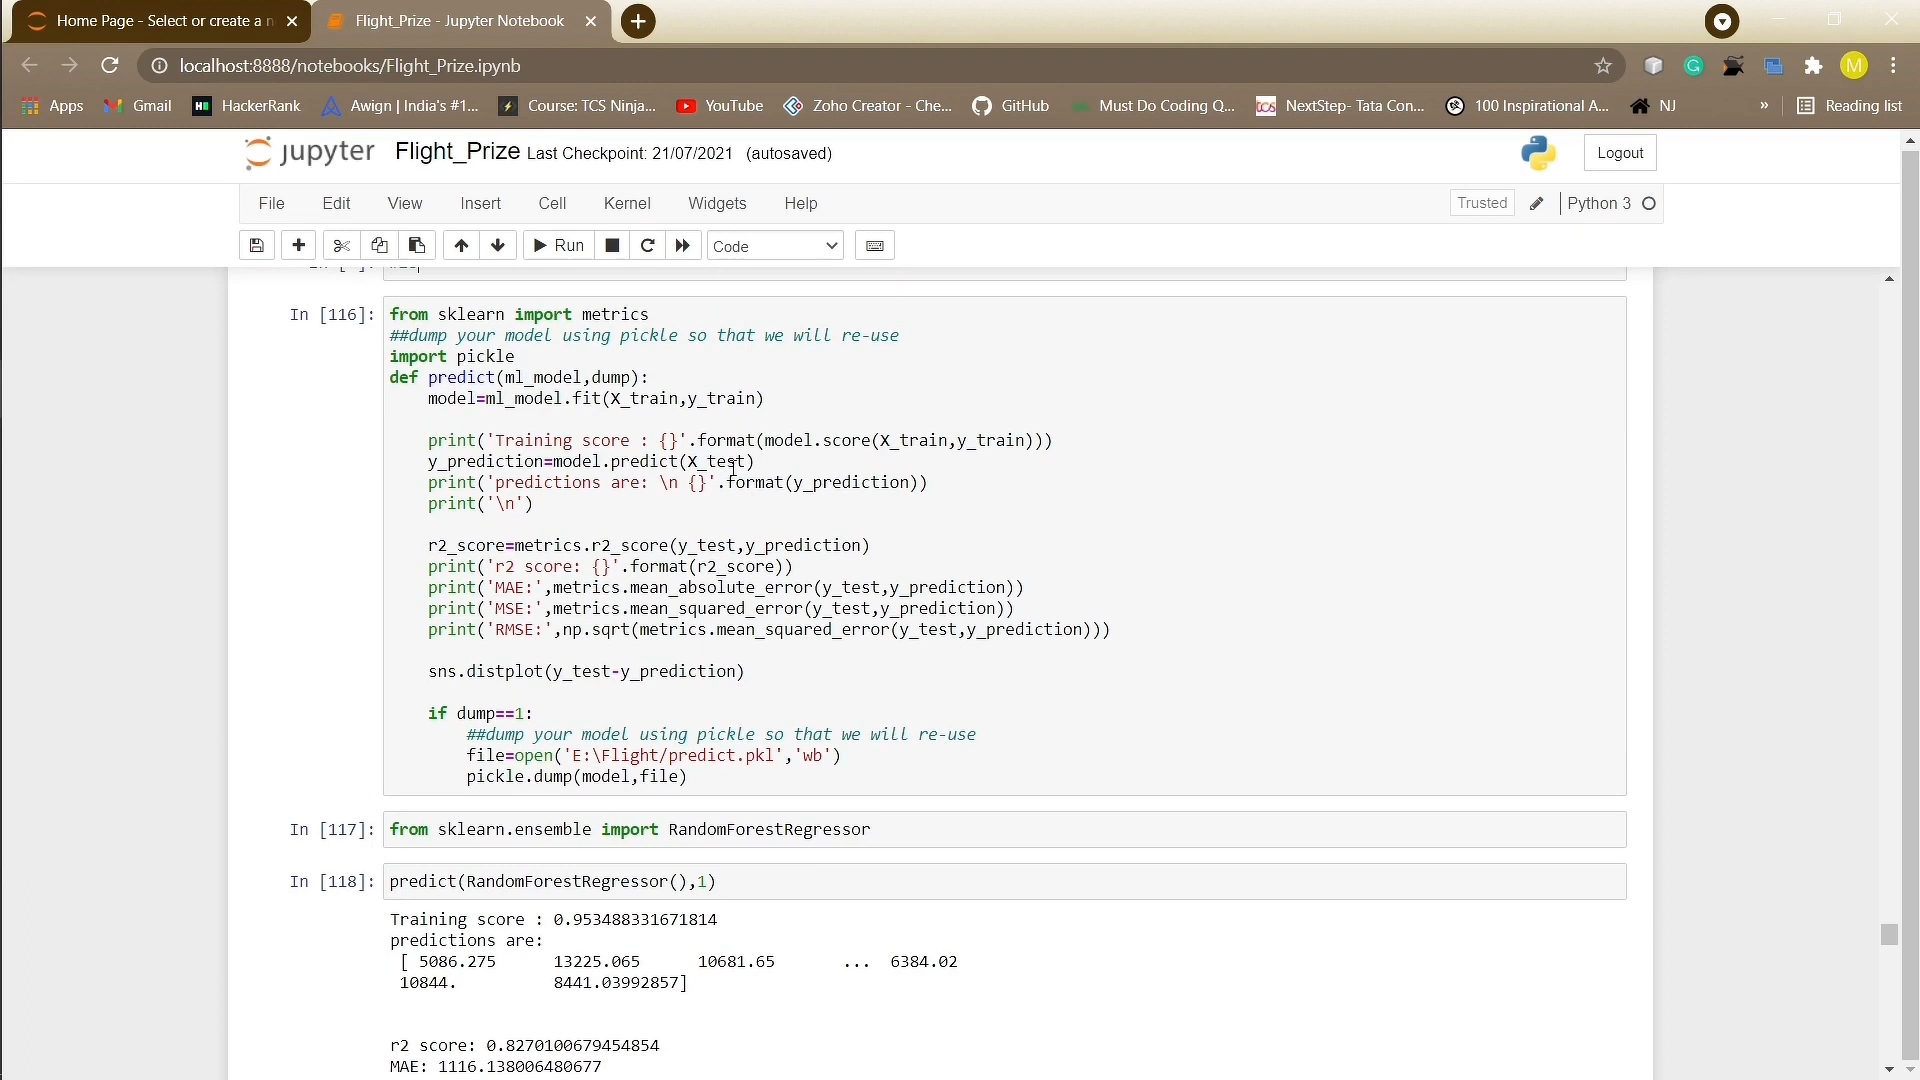 Home Page - Select or create a n
Flight_Prize - Jupyter Notebook
localhost:8888/notebooks/Flight_Prize.ipynb
M
Apps
Gmail
HackerRank
Awign | India's #1...
Course: TCS Ninja...
YouTube
Zoho Creator - Che...
GitHub
Must Do Coding Q...
NextStep- Tata Con...
100 Inspirational A...
NJ
»
Reading list
jupyter
Flight_Prize Last Checkpoint: 21/07/2021 (autosaved)
Logout
File
Edit
View
Insert
Cell
Kernel
Widgets
Help
Trusted
Python 3
Run
Code
In [116]:
from sklearn import metrics
##dump your model using pickle so that we will re-use
import pickle
def predict(ml_model,dump):
    model=ml_model.fit(X_train,y_train)
    print('Training score : {}'.format(model.score(X_train,y_train)))
    y_prediction=model.predict(X_test)
    print('predictions are: \n {}'.format(y_prediction))
    print('\n')
    r2_score=metrics.r2_score(y_test,y_prediction)
    print('r2 score: {}'.format(r2_score))
    print('MAE:',metrics.mean_absolute_error(y_test,y_prediction))
    print('MSE:',metrics.mean_squared_error(y_test,y_prediction))
    print('RMSE:',np.sqrt(metrics.mean_squared_error(y_test,y_prediction)))
    sns.distplot(y_test-y_prediction)
    if dump==1:
        ##dump your model using pickle so that we will re-use
        file=open('E:\Flight/predict.pkl','wb')
        pickle.dump(model,file)
In [117]:
from sklearn.ensemble import RandomForestRegressor
In [118]:
predict(RandomForestRegressor(),1)
Training score : 0.953488331671814
predictions are:
[ 5086.275 13225.065 10681.65 ... 6384.02
10844. 8441.03992857]
r2 score: 0.8270100679454854
MAE: 1116.138006480677